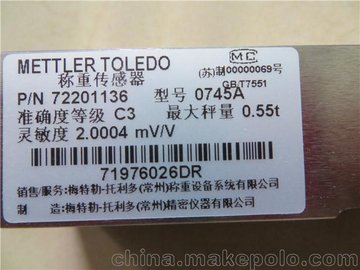 METTLER TOLEDO
MC
称重传感器
(苏)制00000069号
GB/T7551
P/N 72201136 型号 0745A
准确度等级 C3 最大秤量 0.55t
灵敏度 2.0004 mV/V
71976026DR
销售/服务: 梅特勒-托利多(常州)称重设备系统有限公司
制造: 梅特勒-托利多(常州)精密仪器有限公司
china.makepolo.com